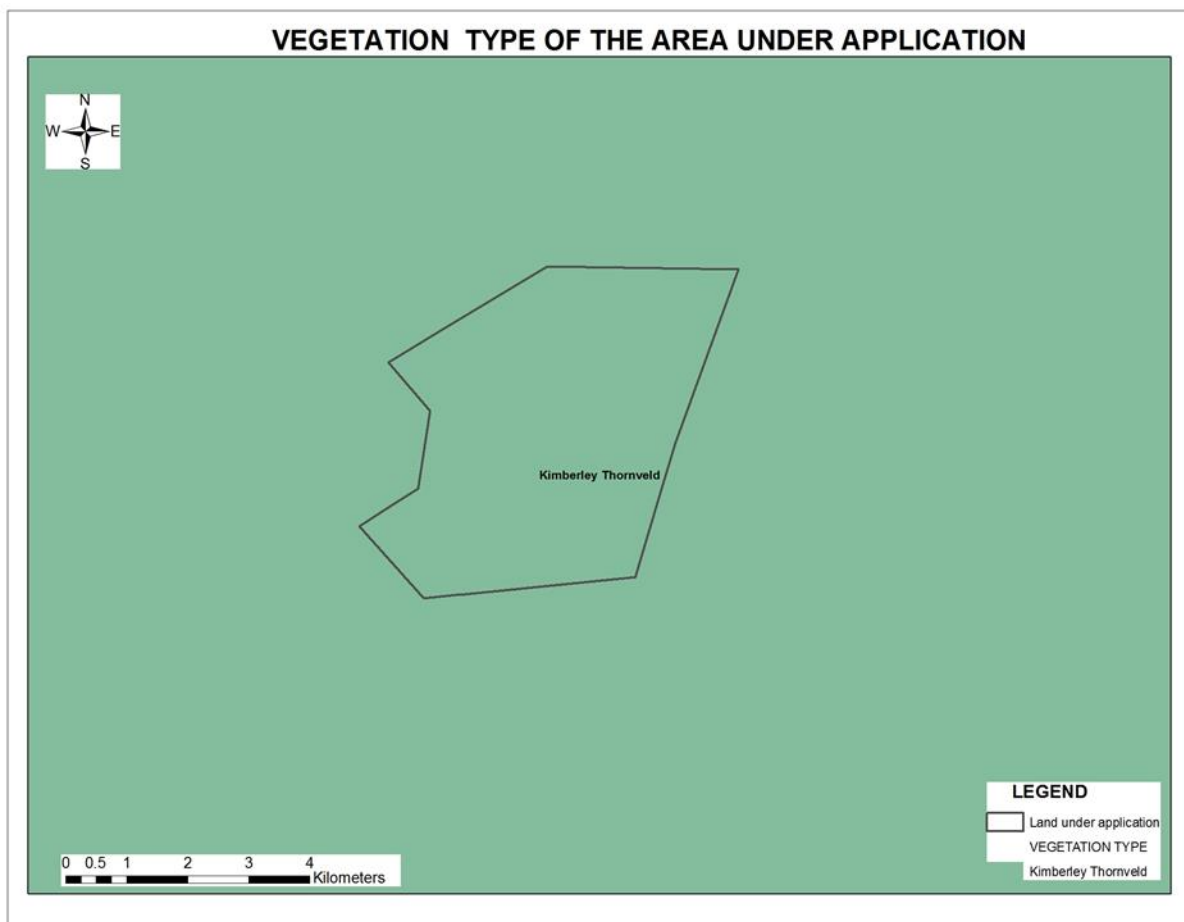 VEGETATION TYPE OF THE AREA UNDER APPLICATION
N
W E
S
Kimberley Thornveld
LEGEND
Land under application
VEGETATION TYPE
Kimberley Thornveld
0 0.5 1 2 3 4
Kilometers